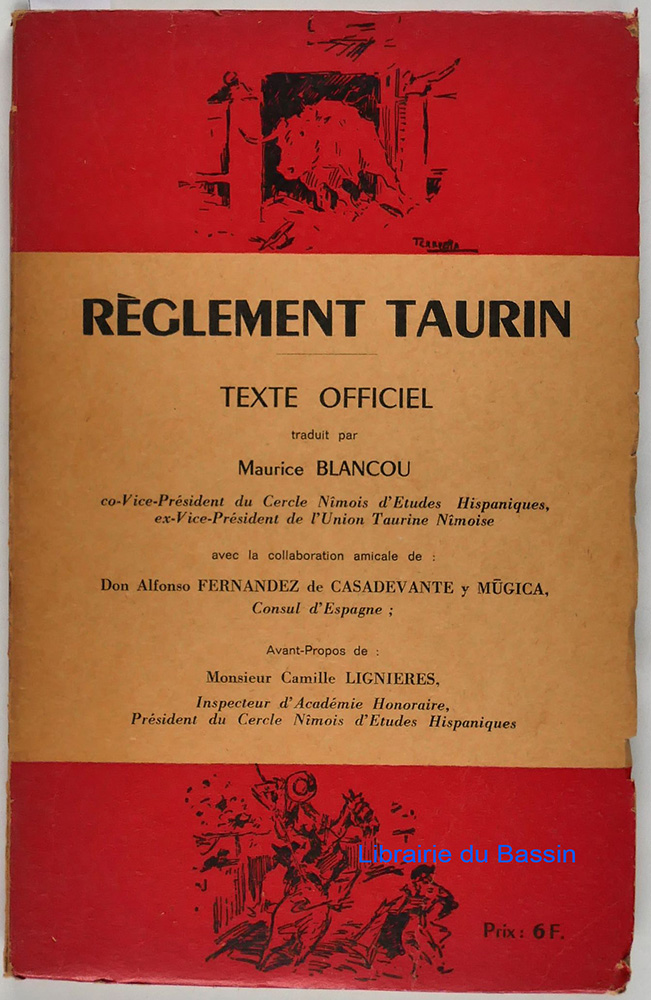 RÈGLEMENT TAURIN
TEXTE OFFICIEL
traduit par
Maurice BLANCOU
co-Vice-Président du Cercle Nîmois d'Etudes Hispaniques,
ex-Vice-Président de l'Union Taurine Nîmoise
avec la collaboration amicale de :
Don Alfonso FERNANDEZ de CASADEVANTE y MŪGICA,
Consul d'Espagne ;
Avant-Propos de :
Monsieur Camille LIGNIERES,
Inspecteur d'Académie Honoraire,
Président du Cercle Nîmois d'Etudes Hispaniques
Librairie du Bassin
Prix : 6 F.